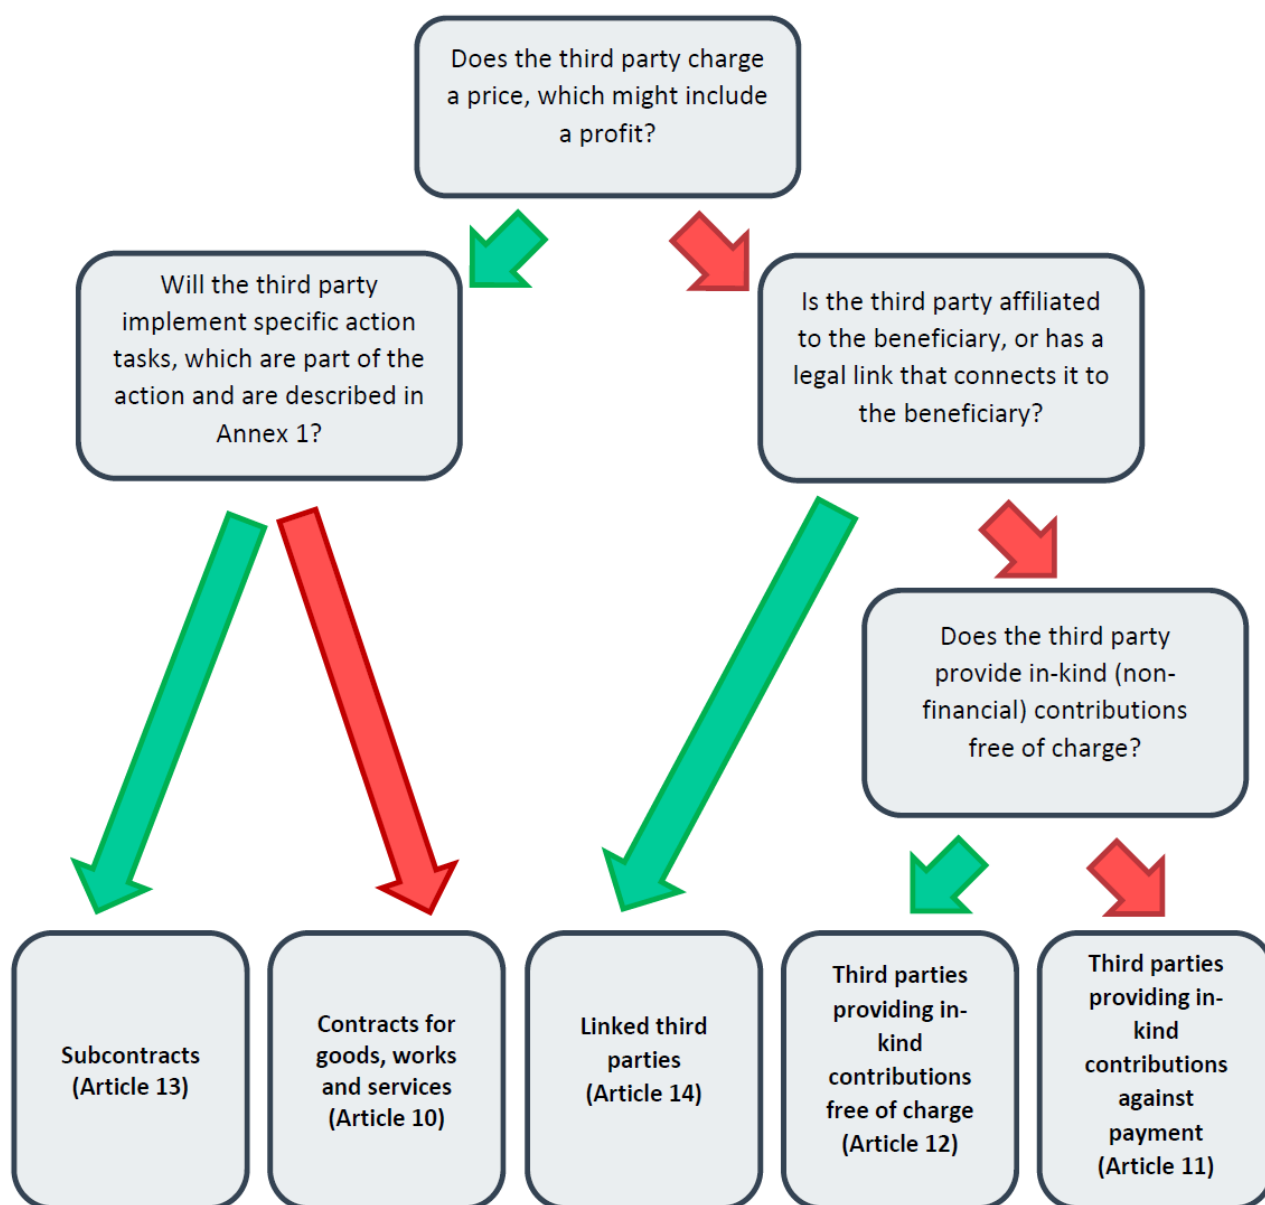 Does the third party charge
a price, which might include
a profit?
Will the third party
implement specific action
tasks, which are part of the
action and are described in
Annex 1?
Is the third party affiliated
to the beneficiary, or has a
legal link that connects it to
the beneficiary?
Does the third party
provide in-kind (non-
financial) contributions
free of charge?
Subcontracts
(Article 13)
Contracts for
goods, works
and services
(Article 10)
Linked third
parties
(Article 14)
Third parties
providing in-
kind
contributions
free of charge
(Article 12)
Third parties
providing in-
kind
contributions
against
payment
(Article 11)